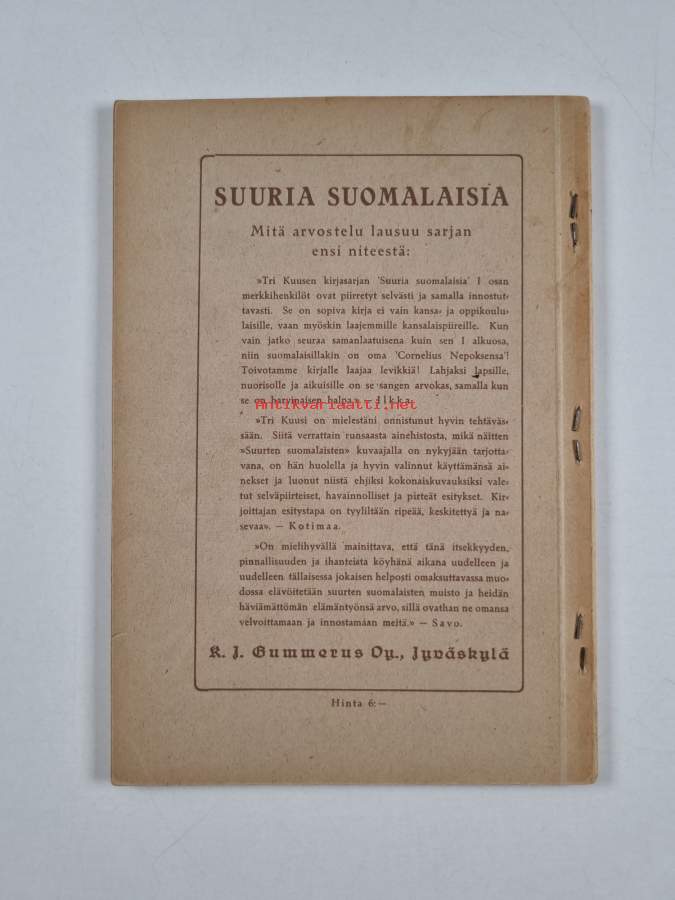 SUURIA SUOMALAISIA
Mitä arvostelu lausuu sarjan
ensi niteestä:
»Tri Kuusen kirjasarjan 'Suuria suomalaisia' I osan
merkkihenkilöt ovat piirretyt selvästi ja samalla innostut-
tavasti. Se on sopiva kirja ei vain kansa- ja oppikoulu-
laisille, vaan myöskin laajemmille kansalaispiireille. Kun
vain jatko seuraa samanlaatuisena kuin sen I alkuosa,
niin suomalaisillakin on oma 'Cornelius Nepoksensa'!
Toivotamme kirjalle laajaa levikkiä! Lahjaksi lapsille,
nuorisolle ja aikuisille on se sangen arvokas, samalla kun
se on harvinaisen halpa.» — Ilkka.
Antikvariaatti.net
»Tri Kuusi on mielestäni onnistunut hyvin tehtäväs-
sään. Siitä verrattain runsaasta ainehistosta, mikä näitten
»Suurten suomalaisten» kuvaajalla on nykyjään tarjotta-
vana, on hän huolella ja hyvin valinnut käyttämänsä ai-
nekset ja luonut niistä ehjiksi kokonaiskuvauksiksi vale-
tut selväpiirteiset, havainnolliset ja pirteät esitykset. Kir-
joittajan esitystapa on tyyliltään ripeää, keskitettyä ja na-
sevaa». — Kotimaa.
»On mielihyvällä mainittava, että tänä itsekkyyden,
pinnallisuuden ja ihanteista köyhänä aikana uudelleen ja
uudelleen tällaisessa jokaisen helposti omaksuttavassa muo-
dossa elävöitetään suurten suomalaisten muisto ja heidän
häviämättömän elämäntyönsä arvo, sillä ovathan ne omansa
velvoittamaan ja innostamaan meitä.» — Savo.
K. J. Gummerus Oy., Jyväskylä
Hinta 6:—